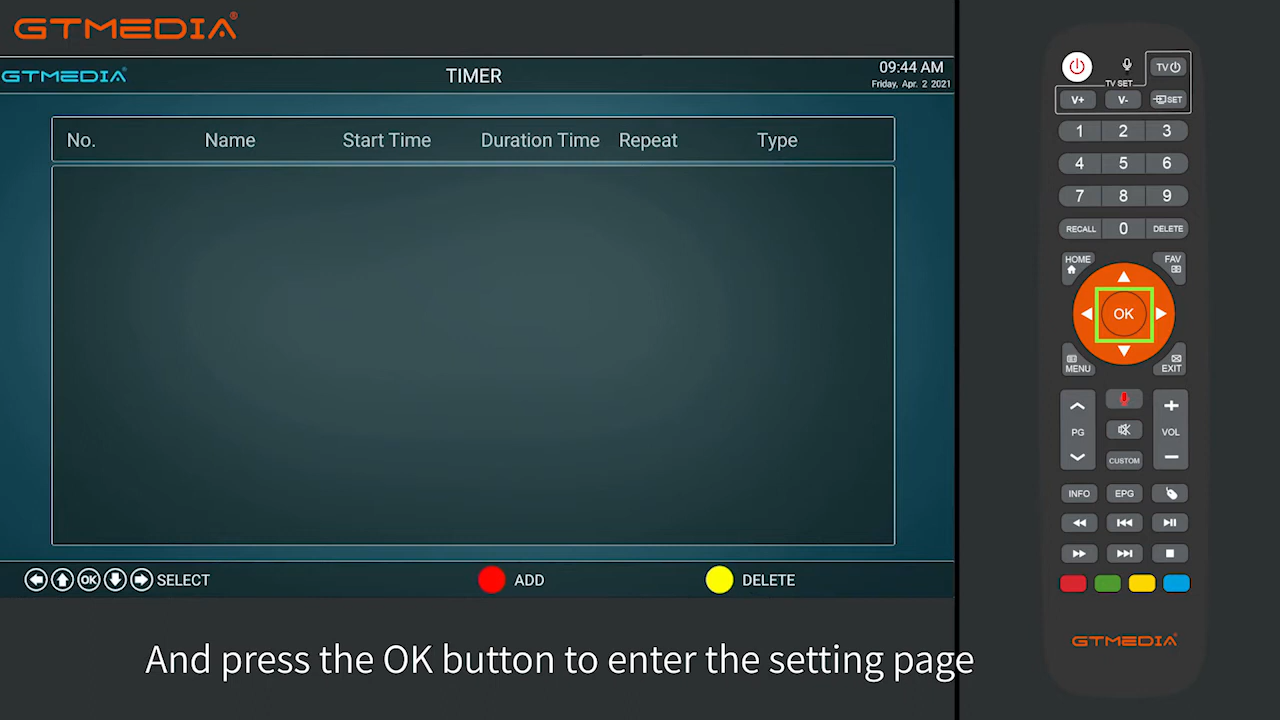 GTMEDIA®
GTMEDIA
TIMER
09:44 AM
Friday, Apr. 2 2021
No. Name Start Time Duration Time Repeat Type
OK SELECT ADD DELETE
And press the OK button to enter the setting page
TV
TV SET
V+ V- SET
1 2 3
4 5 6
7 8 9
RECALL 0 DELETE
HOME FAV
OK
MENU EXIT
PG VOL
CUSTOM
INFO EPG
GTMEDIA